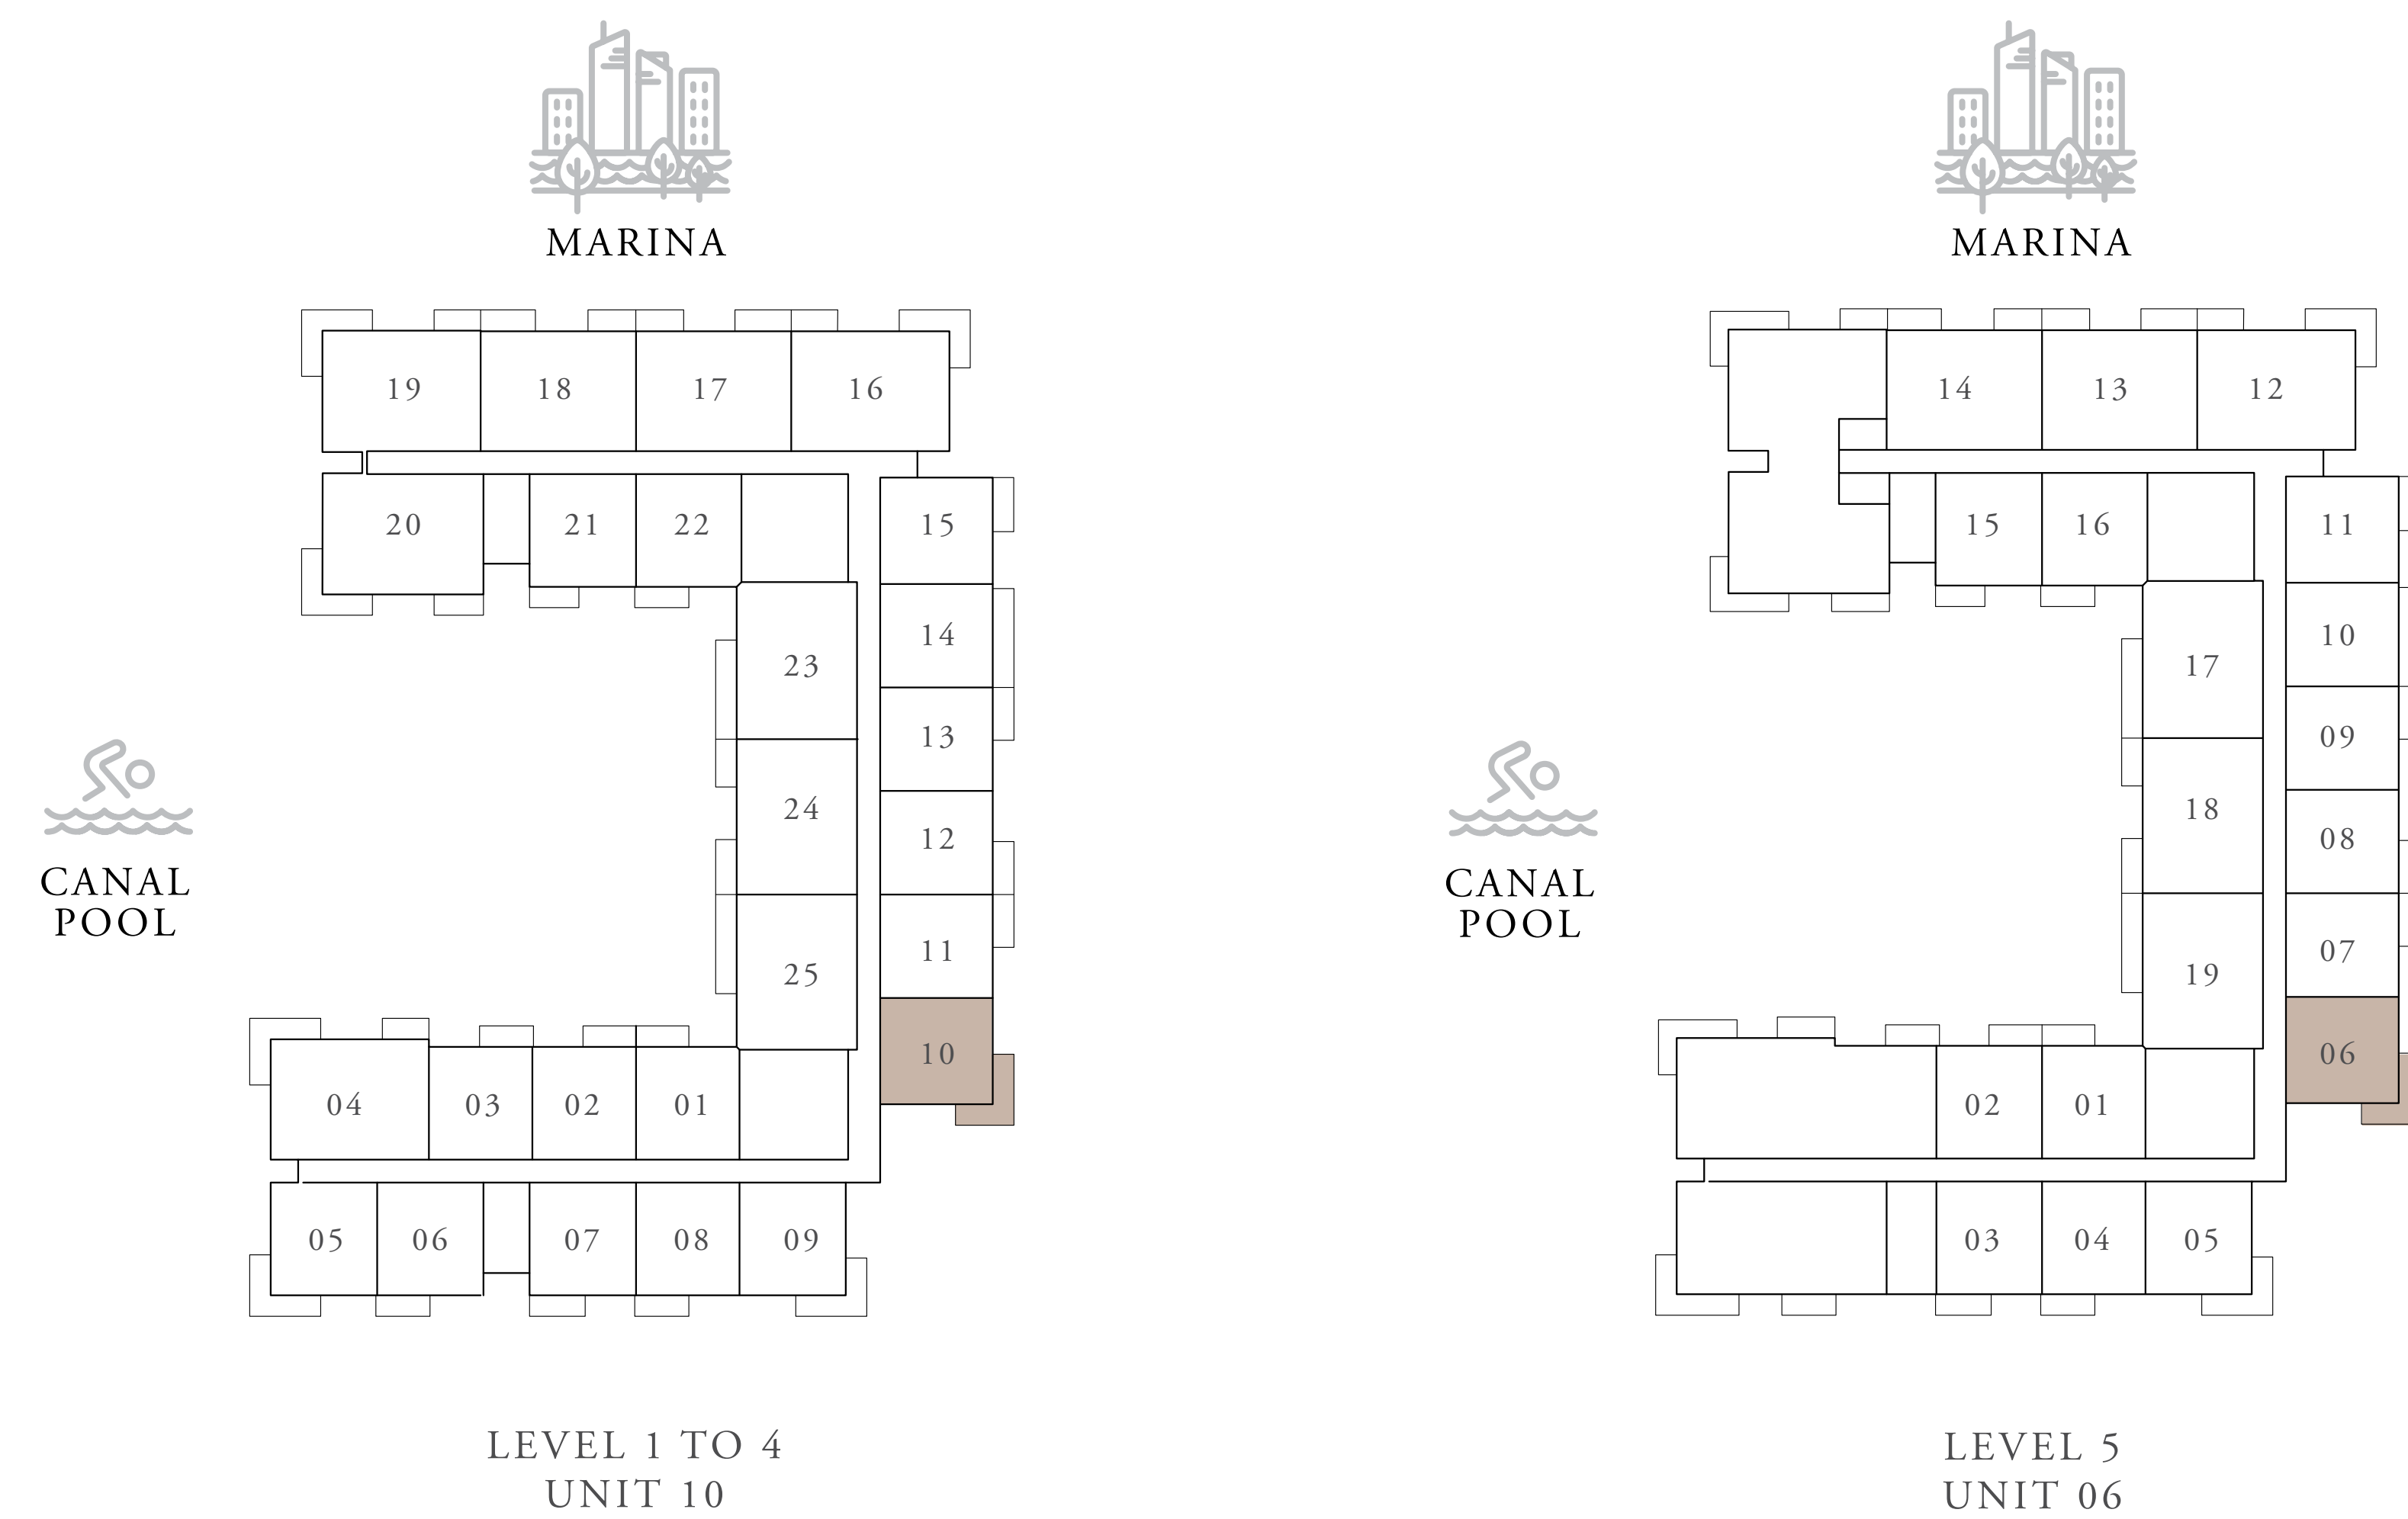 MARINA
19 18 17 16
20 21 22 15
14
23
13
24 12
CANAL
POOL
11
25
10
04 03 02 01
05 06 07 08 09
LEVEL 1 TO 4
UNIT 10
MARINA
14 13 12
15 16 11
10
17
09
18 08
CANAL
POOL
07
19
06
02 01
03 04 05
LEVEL 5
UNIT 06